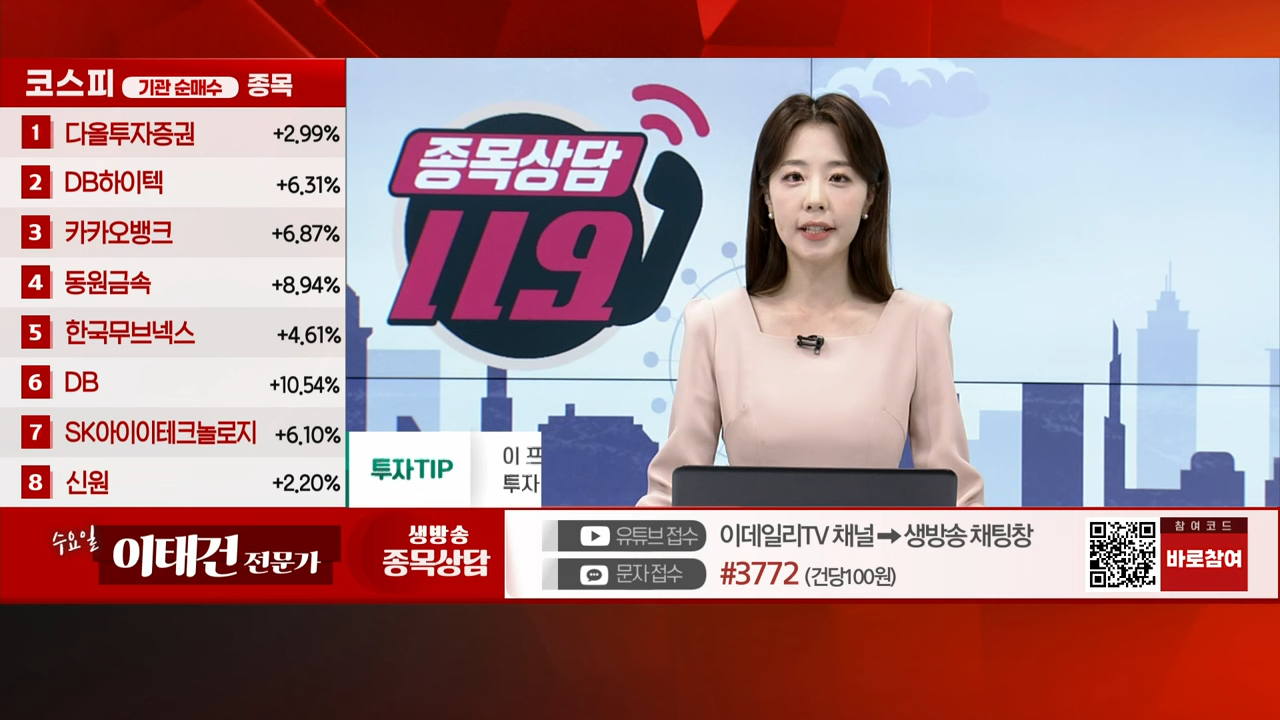 코스피 기관 순매수 종목
1 다올투자증권 +2.99%
2 DB하이텍 +6.31%
3 카카오뱅크 +6.87%
4 동원금속 +8.94%
5 한국무브넥스 +4.61%
6 DB +10.54%
7 SK아이이테크놀로지 +6.10%
8 신원 +2.20%
종목상담
119
투자TIP
이 프
투자
수요일 이태건 전문가
생방송
종목상담
유튜브 접수 이데일리TV 채널 ➡ 생방송 채팅창
문자 접수 #3772 (건당100원)
참여코드
바로참여